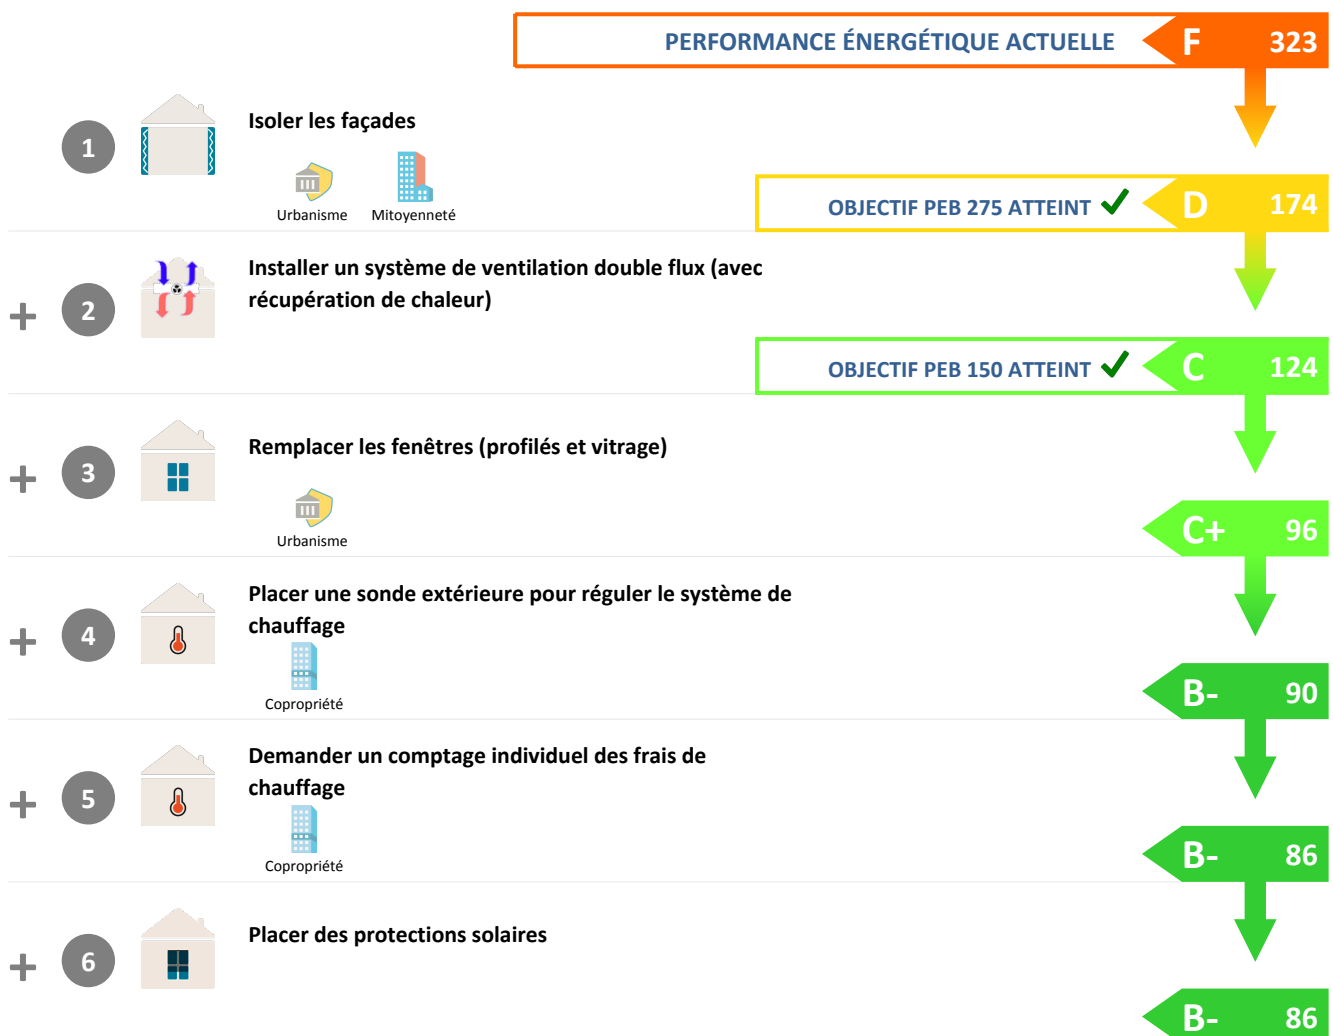 PERFORMANCE ÉNERGÉTIQUE ACTUELLE F 323
1 Isoler les façades
Urbanisme Mitoyenneté
OBJECTIF PEB 275 ATTEINT D 174
+ 2 Installer un système de ventilation double flux (avec
récupération de chaleur)
OBJECTIF PEB 150 ATTEINT C 124
+ 3 Remplacer les fenêtres (profilés et vitrage)
Urbanisme
C+ 96
+ 4 Placer une sonde extérieure pour réguler le système de
chauffage
Copropriété
B- 90
+ 5 Demander un comptage individuel des frais de
chauffage
Copropriété
B- 86
+ 6 Placer des protections solaires
B- 86